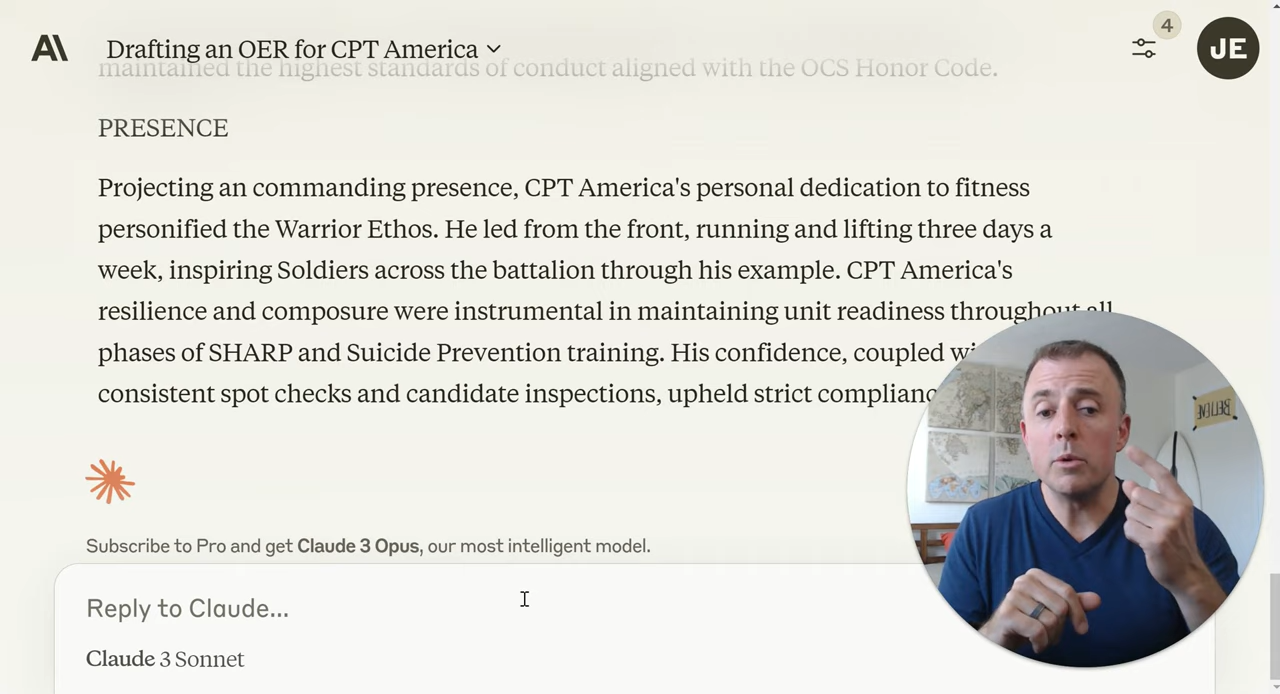 Drafting an OER for CPT America
4
JE
maintained the highest standards of conduct aligned with the OCS Honor Code.
PRESENCE
Projecting an commanding presence, CPT America's personal dedication to fitness
personified the Warrior Ethos. He led from the front, running and lifting three days a
week, inspiring Soldiers across the battalion through his example. CPT America's
resilience and composure were instrumental in maintaining unit readiness throughout all
phases of SHARP and Suicide Prevention training. His confidence, coupled
consistent spot checks and candidate inspections, upheld strict
BELIEVE
Subscribe to Pro and get Claude 3 Opus, our most intelligent model.
Reply to Claude...
Claude 3 Sonnet